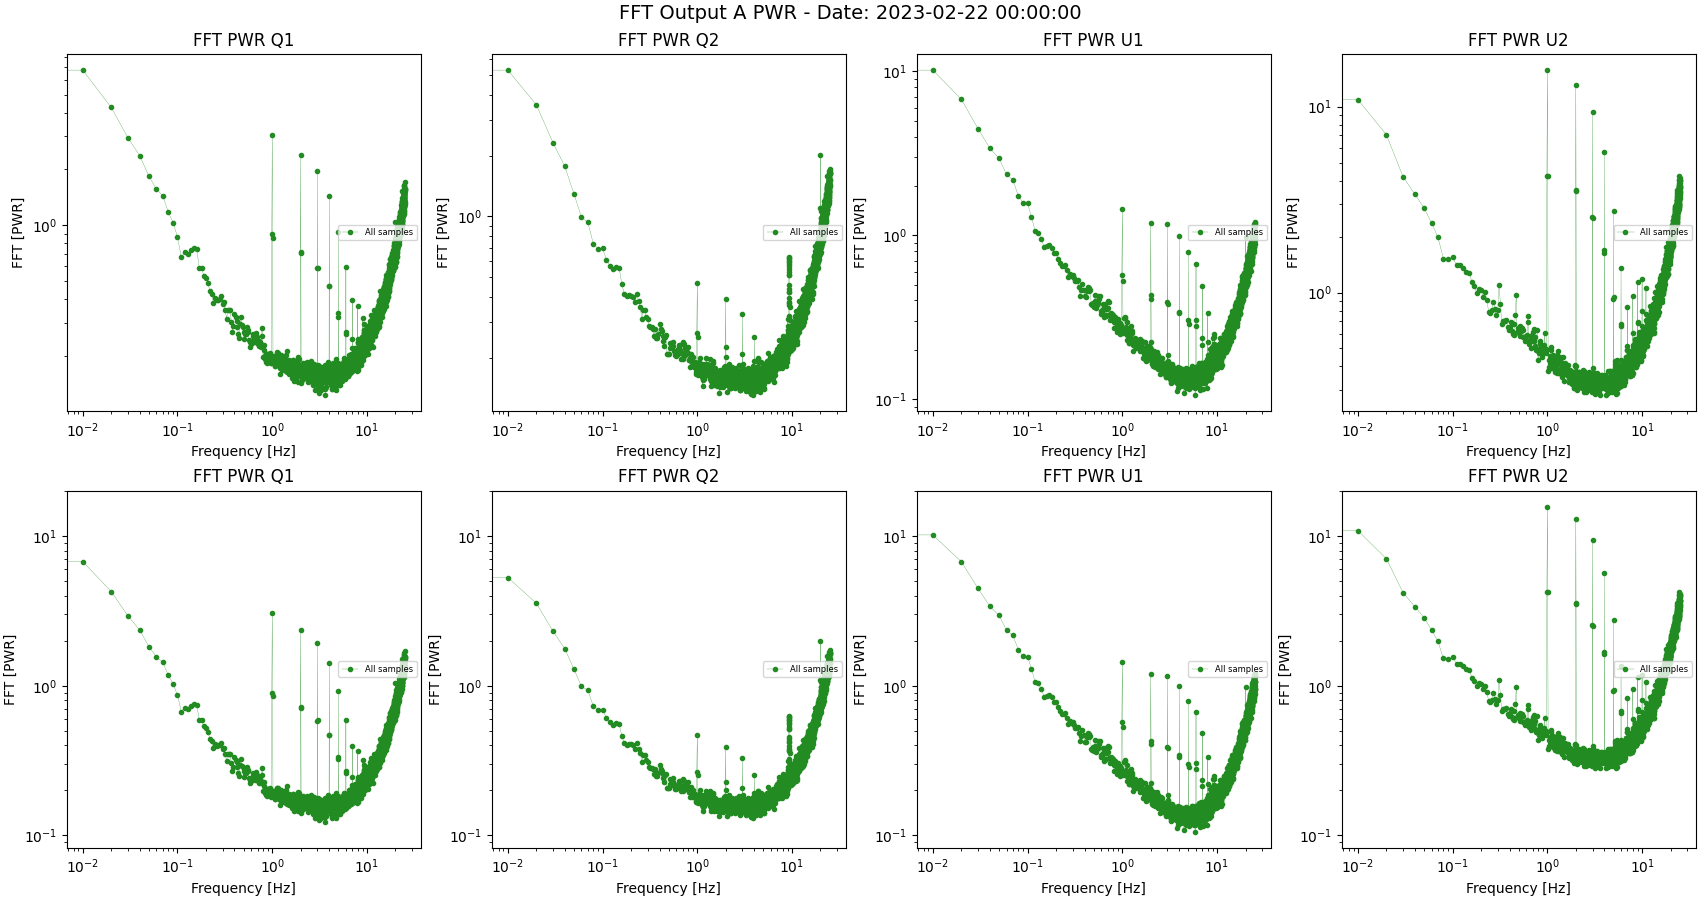 FFT Output A PWR - Date: 2023-02-22 00:00:00
FFT PWR Q1
FFT PWR Q2
FFT PWR U1
FFT PWR U2
FFT [PWR]
10^0
All samples
10^-2 10^-1 10^0 10^1
Frequency [Hz]
FFT [PWR]
10^0
All samples
10^-2 10^-1 10^0 10^1
Frequency [Hz]
FFT [PWR]
10^1
10^0
10^-1
All samples
10^-2 10^-1 10^0 10^1
Frequency [Hz]
FFT [PWR]
10^1
10^0
All samples
10^-2 10^-1 10^0 10^1
Frequency [Hz]
FFT PWR Q1
FFT PWR Q2
FFT PWR U1
FFT PWR U2
FFT [PWR]
10^1
10^0
10^-1
All samples
10^-2 10^-1 10^0 10^1
Frequency [Hz]
FFT [PWR]
10^1
10^0
10^-1
All samples
10^-2 10^-1 10^0 10^1
Frequency [Hz]
FFT [PWR]
10^1
10^0
10^-1
All samples
10^-2 10^-1 10^0 10^1
Frequency [Hz]
FFT [PWR]
10^1
10^0
10^-1
All samples
10^-2 10^-1 10^0 10^1
Frequency [Hz]